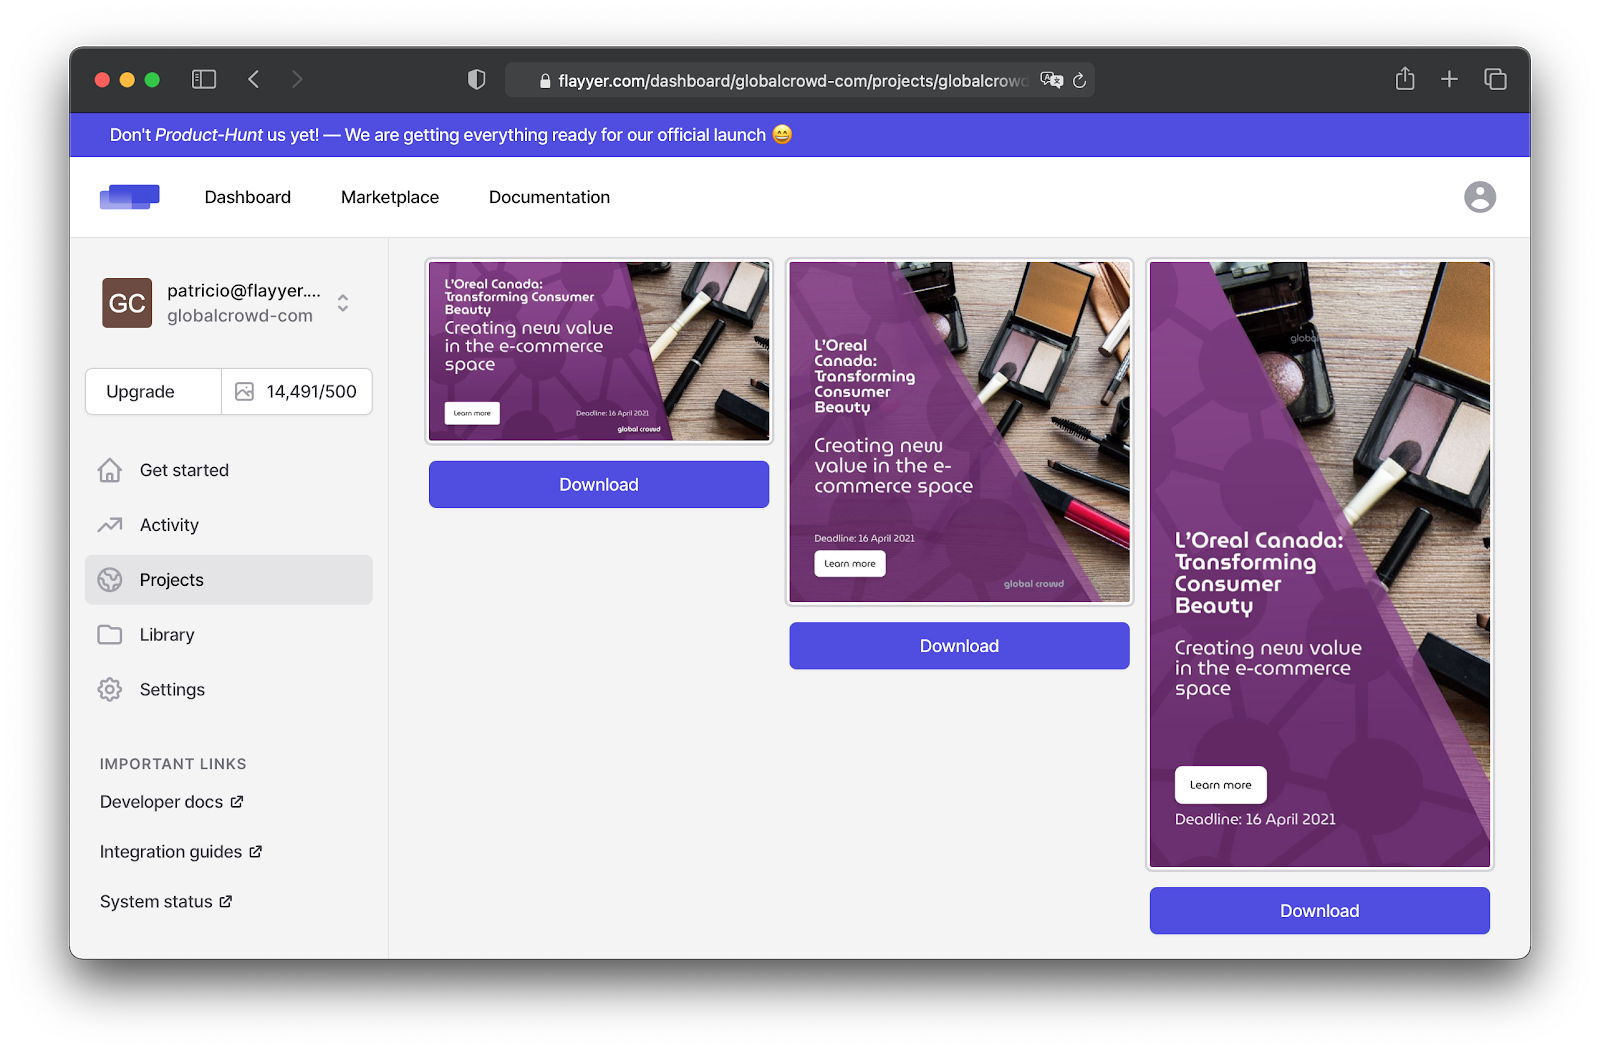 flayyer.com/dashboard/globalcrowd-com/projects/globalcrowd
Don't Product-Hunt us yet! — We are getting everything ready for our official launch 😄
Dashboard
Marketplace
Documentation
GC
patricio@flayyer....
globalcrowd-com
Upgrade
14,491/500
Get started
Activity
Projects
Library
Settings
IMPORTANT LINKS
Developer docs
Integration guides
System status
L'Oreal Canada:
Transforming Consumer
Beauty
Creating new value
in the e-commerce
space
Learn more
Deadline: 16 April 2021
global crowd
Download
L'Oreal
Canada:
Transforming
Consumer
Beauty
Creating new
value in the e-
commerce space
Deadline: 16 April 2021
Learn more
global crowd
Download
global
L'Oreal Canada:
Transforming
Consumer
Beauty
Creating new value
in the e-commerce
space
Learn more
Deadline: 16 April 2021
Download